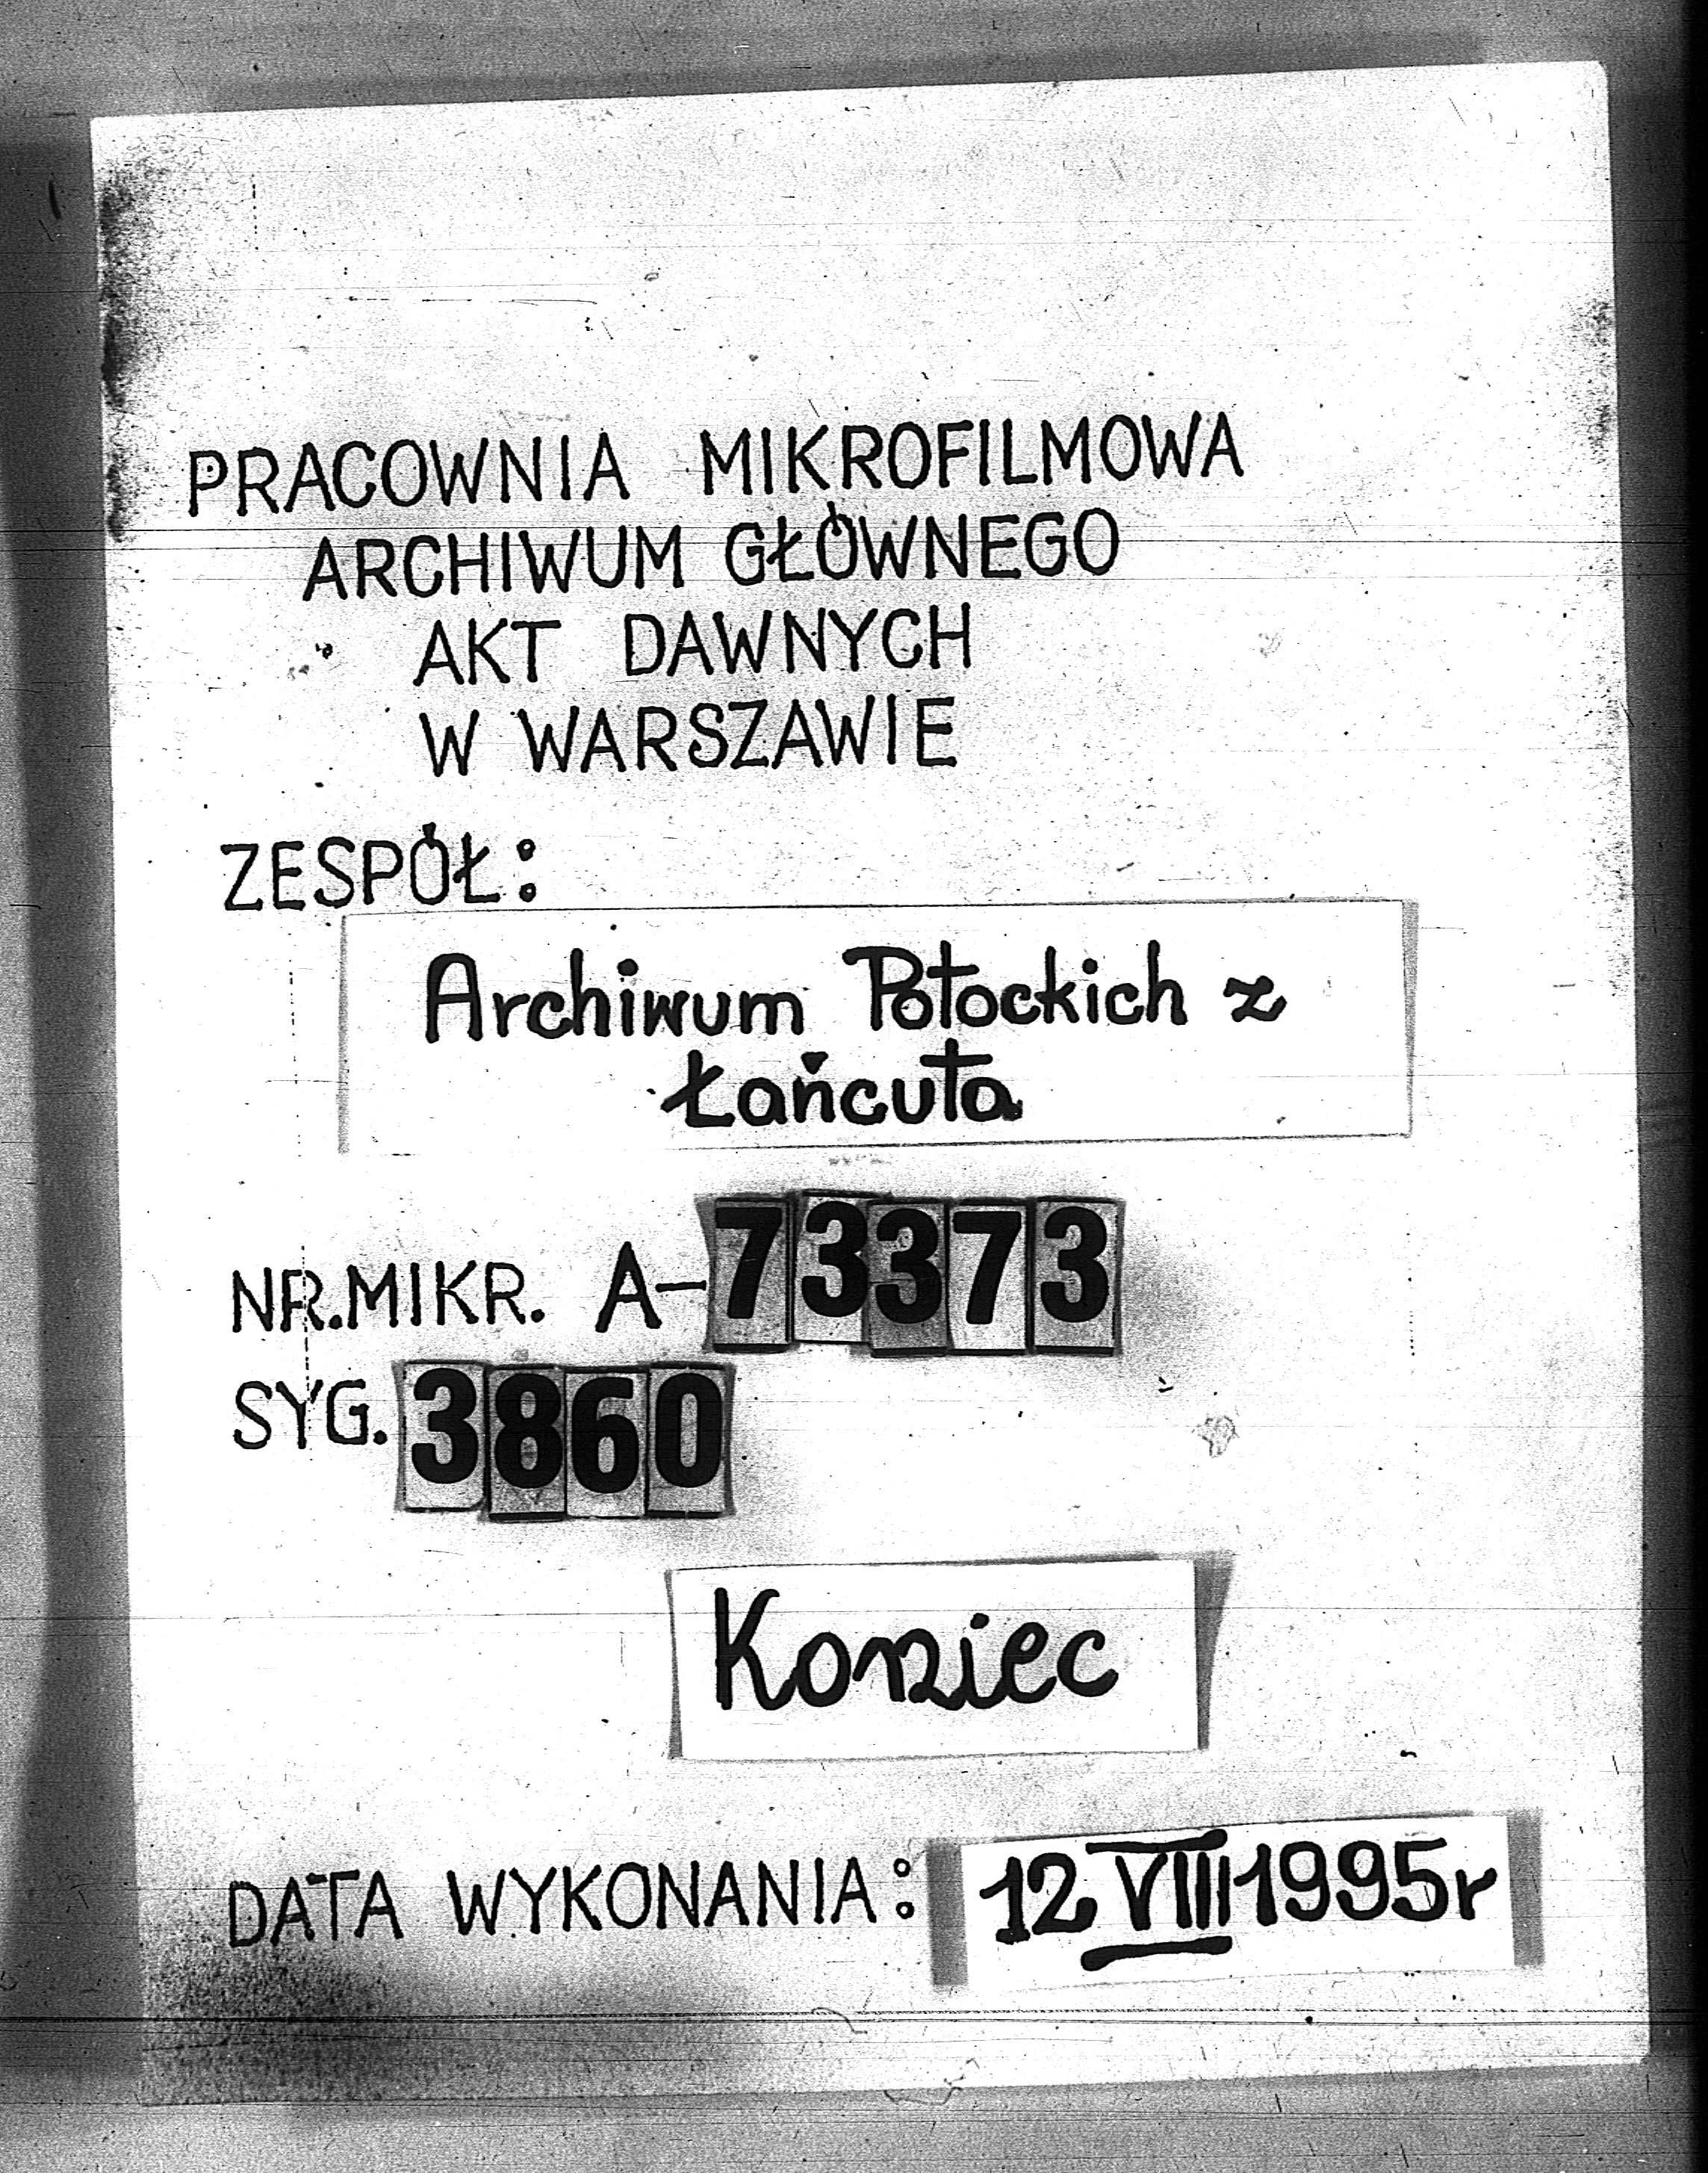 PRACOWNIA MIKROFILMOWA
ARCHIWUM GŁÓWNEGO
AKT DAWNYCH
W WARSZAWIE
ZESPÓŁ:
Archiwum Potockich z
Łańcuta
NR.MIKR. A-73373
SYG. 3860
Koniec
DATA WYKONANIA: 12 VIII 1995r